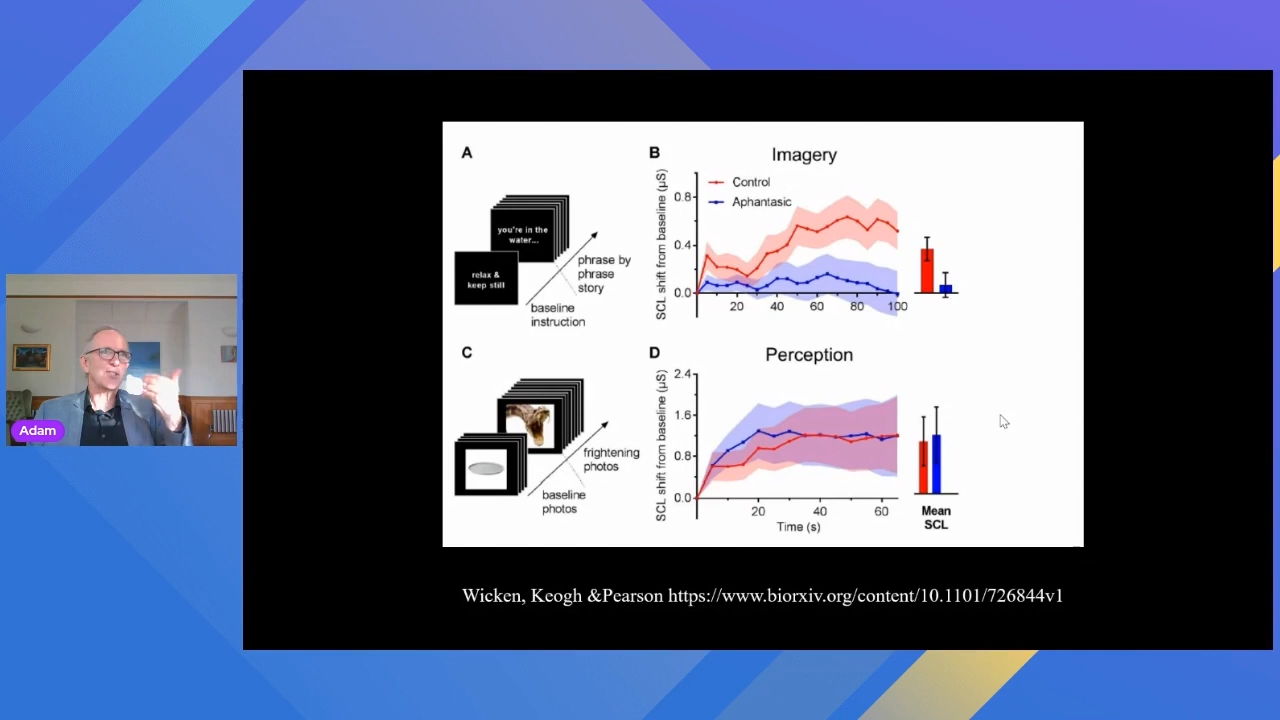 A
you're in the
water...
relax &
keep still
phrase by
phrase
story
baseline
instruction
B
Imagery
SCL shift from baseline (µS)
0.8
0.4
0.0
Control
Aphantasic
20
40
60
80
100
C
frightening
photos
baseline
photos
D
Perception
SCL shift from baseline (µS)
2.4
1.6
0.8
0.0
20
40
60
Time (s)
Mean
SCL
Adam
Wicken, Keogh &Pearson https://www.biorxiv.org/content/10.1101/726844v1